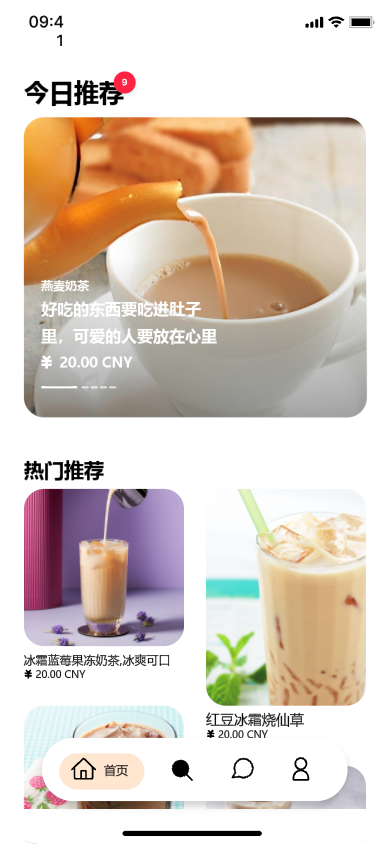 09:4
1
今日推荐
9
燕麦奶茶
好吃的东西要吃进肚子
里，可爱的人要放在心里
¥ 20.00 CNY
热门推荐
冰霜蓝莓果冻奶茶,冰爽可口
¥ 20.00 CNY
红豆冰霜烧仙草
¥ 20.00 CNY
首页